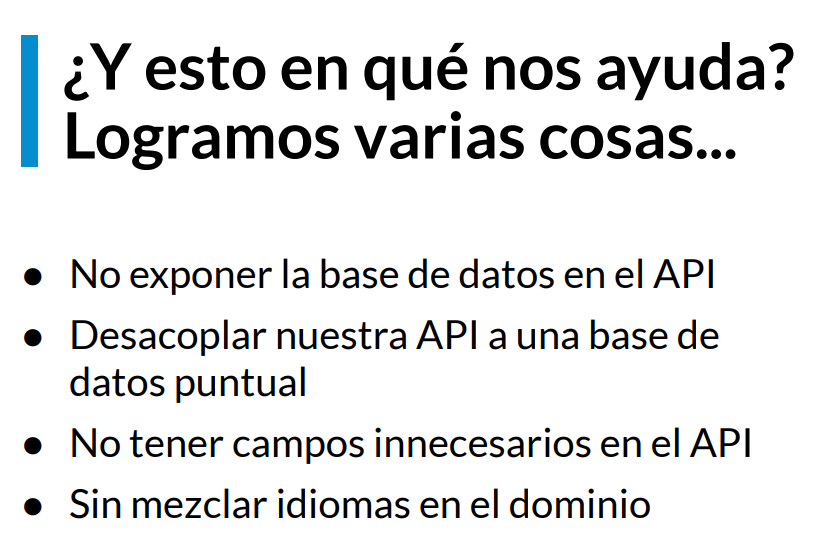 ¿Y esto en qué nos ayuda?
Logramos varias cosas...
● No exponer la base de datos en el API
● Desacoplar nuestra API a una base de
datos puntual
● No tener campos innecesarios en el API
● Sin mezclar idiomas en el dominio